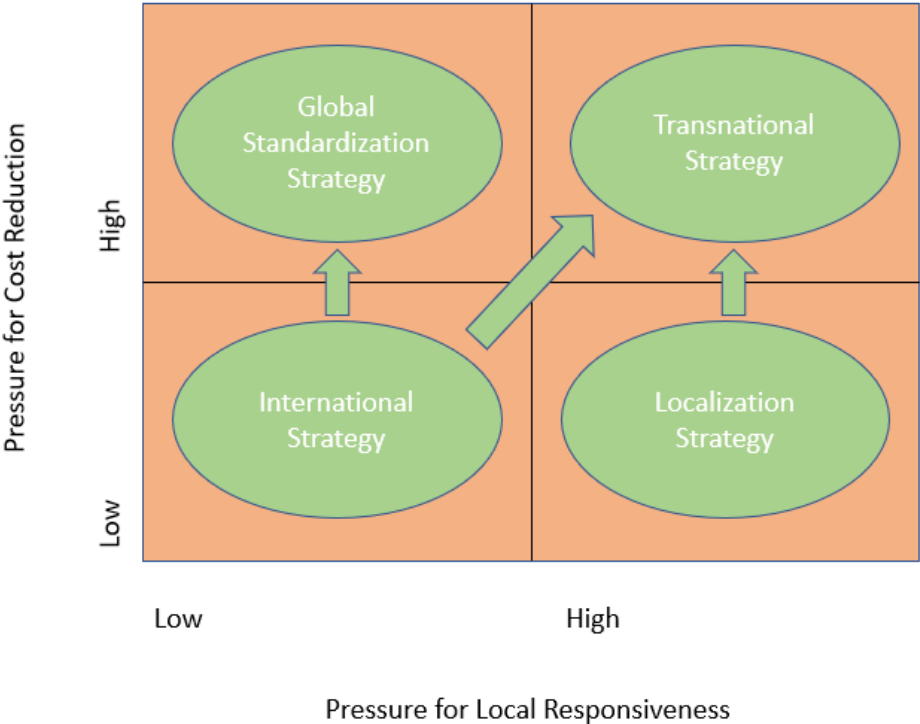 Pressure for Cost Reduction
High
Low
Global
Standardization
Strategy
Transnational
Strategy
International
Strategy
Localization
Strategy
Low
High
Pressure for Local Responsiveness